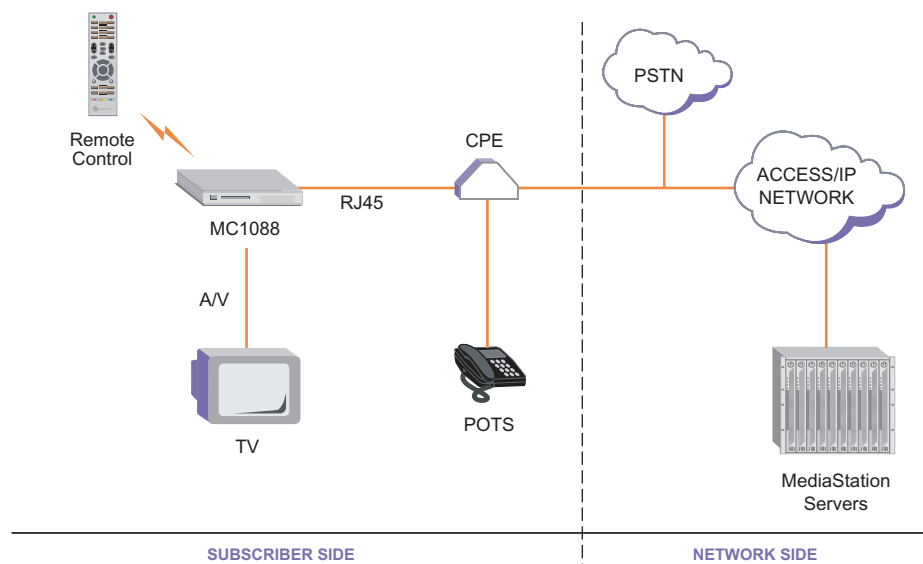 PSTN
Remote
Control
CPE
ACCESS/IP
NETWORK
RJ45
MC1088
A/V
TV
POTS
MediaStation
Servers
SUBSCRIBER SIDE
NETWORK SIDE